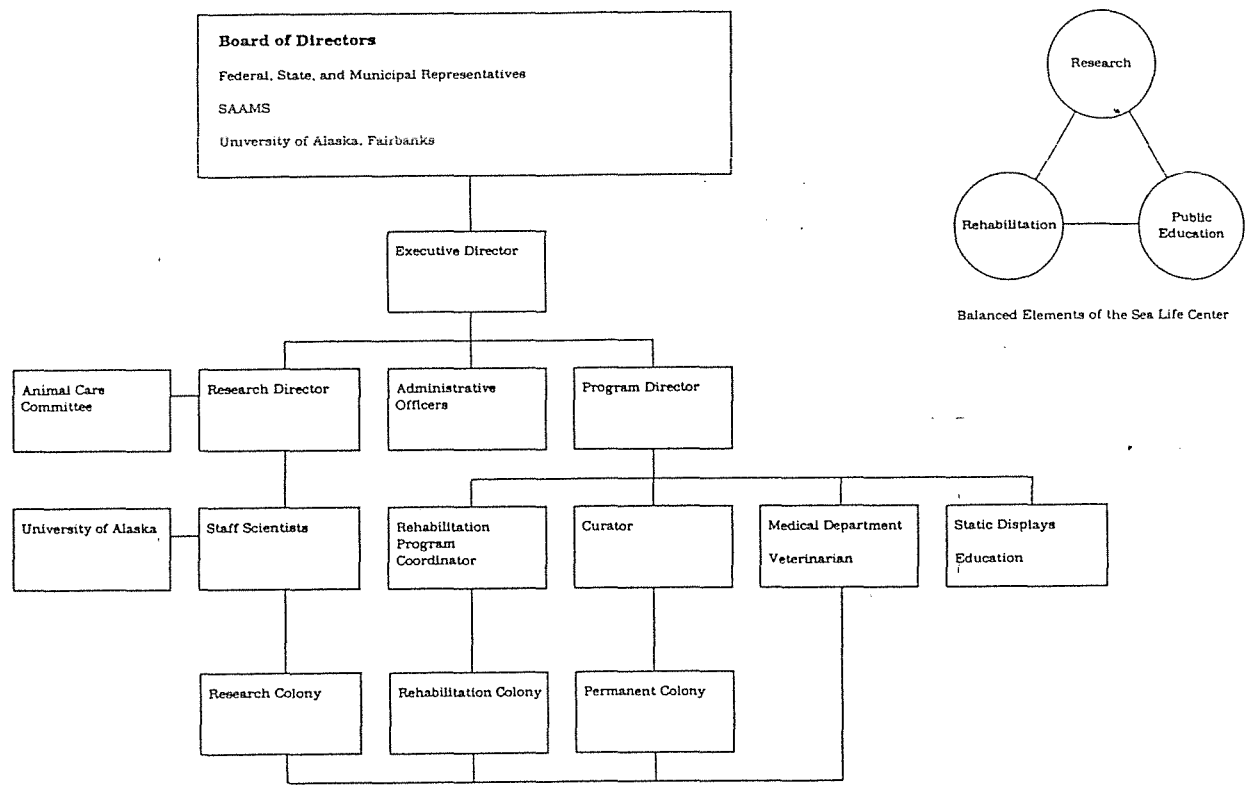 Board of Directors
Federal, State, and Municipal Representatives
SAAMS
University of Alaska, Fairbanks
Research
Rehabilitation
Public
Education
Balanced Elements of the Sea Life Center
Executive Director
Animal Care
Committee
Research Director
Administrative
Officers
Program Director
University of Alaska
Staff Scientists
Rehabilitation
Program
Coordinator
Curator
Medical Department
Veterinarian
Static Displays
Education
Research Colony
Rehabilitation Colony
Permanent Colony